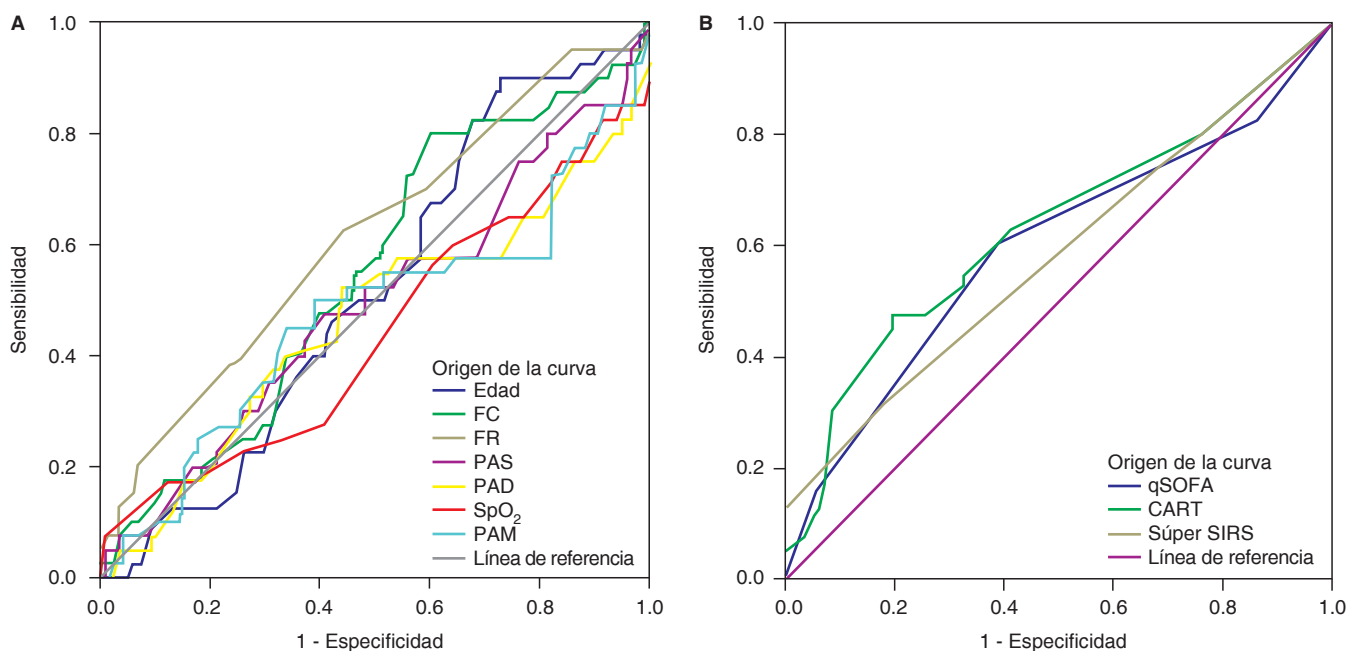 A
Sensibilidad
1.0
0.8
0.6
0.4
0.2
0.0
0.0 0.2 0.4 0.6 0.8 1.0
1 - Especificidad
Origen de la curva
Edad
FC
FR
PAS
PAD
SpO2
PAM
Línea de referencia
B
Sensibilidad
1.0
0.8
0.6
0.4
0.2
0.0
0.0 0.2 0.4 0.6 0.8 1.0
1 - Especificidad
Origen de la curva
qSOFA
CART
Súper SIRS
Línea de referencia